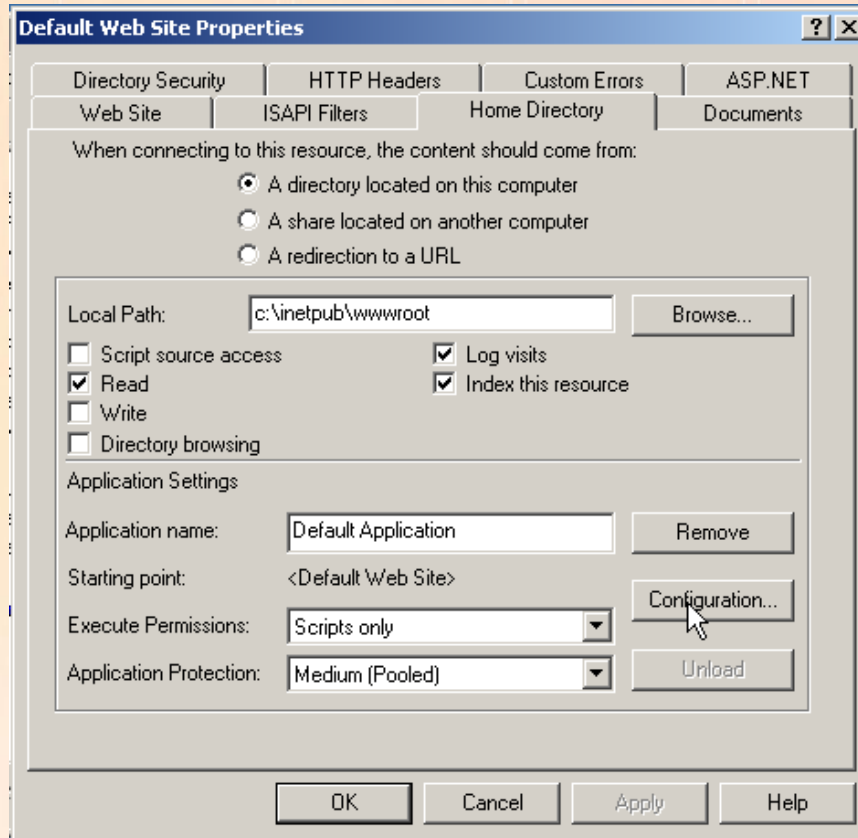 Default Web Site Properties
Directory Security HTTP Headers Custom Errors ASP.NET
Web Site ISAPI Filters Home Directory Documents
When connecting to this resource, the content should come from:
A directory located on this computer
A share located on another computer
A redirection to a URL
Local Path: c:\inetpub\wwwroot Browse...
Script source access Log visits
Read Index this resource
Write
Directory browsing
Application Settings
Application name: Default Application Remove
Starting point: <Default Web Site>
Configuration...
Execute Permissions: Scripts only
Application Protection: Medium (Pooled) Unload
OK Cancel Apply Help